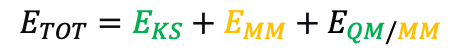 E_TOT = E_KS + E_MM + E_QM/MM